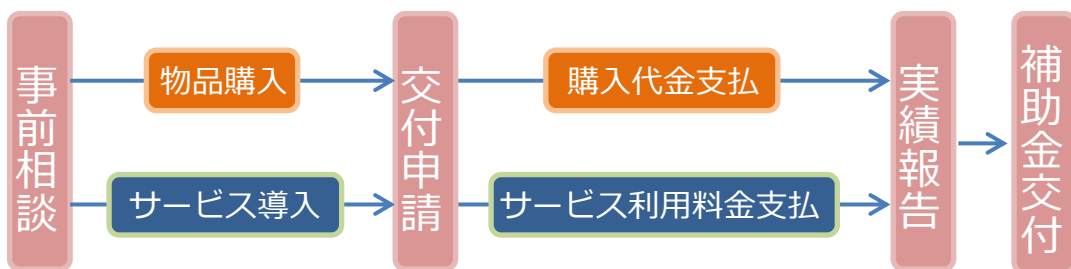 事前相談
物品購入
サービス導入
交付申請
購入代金支払
サービス利用料金支払
実績報告
補助金交付